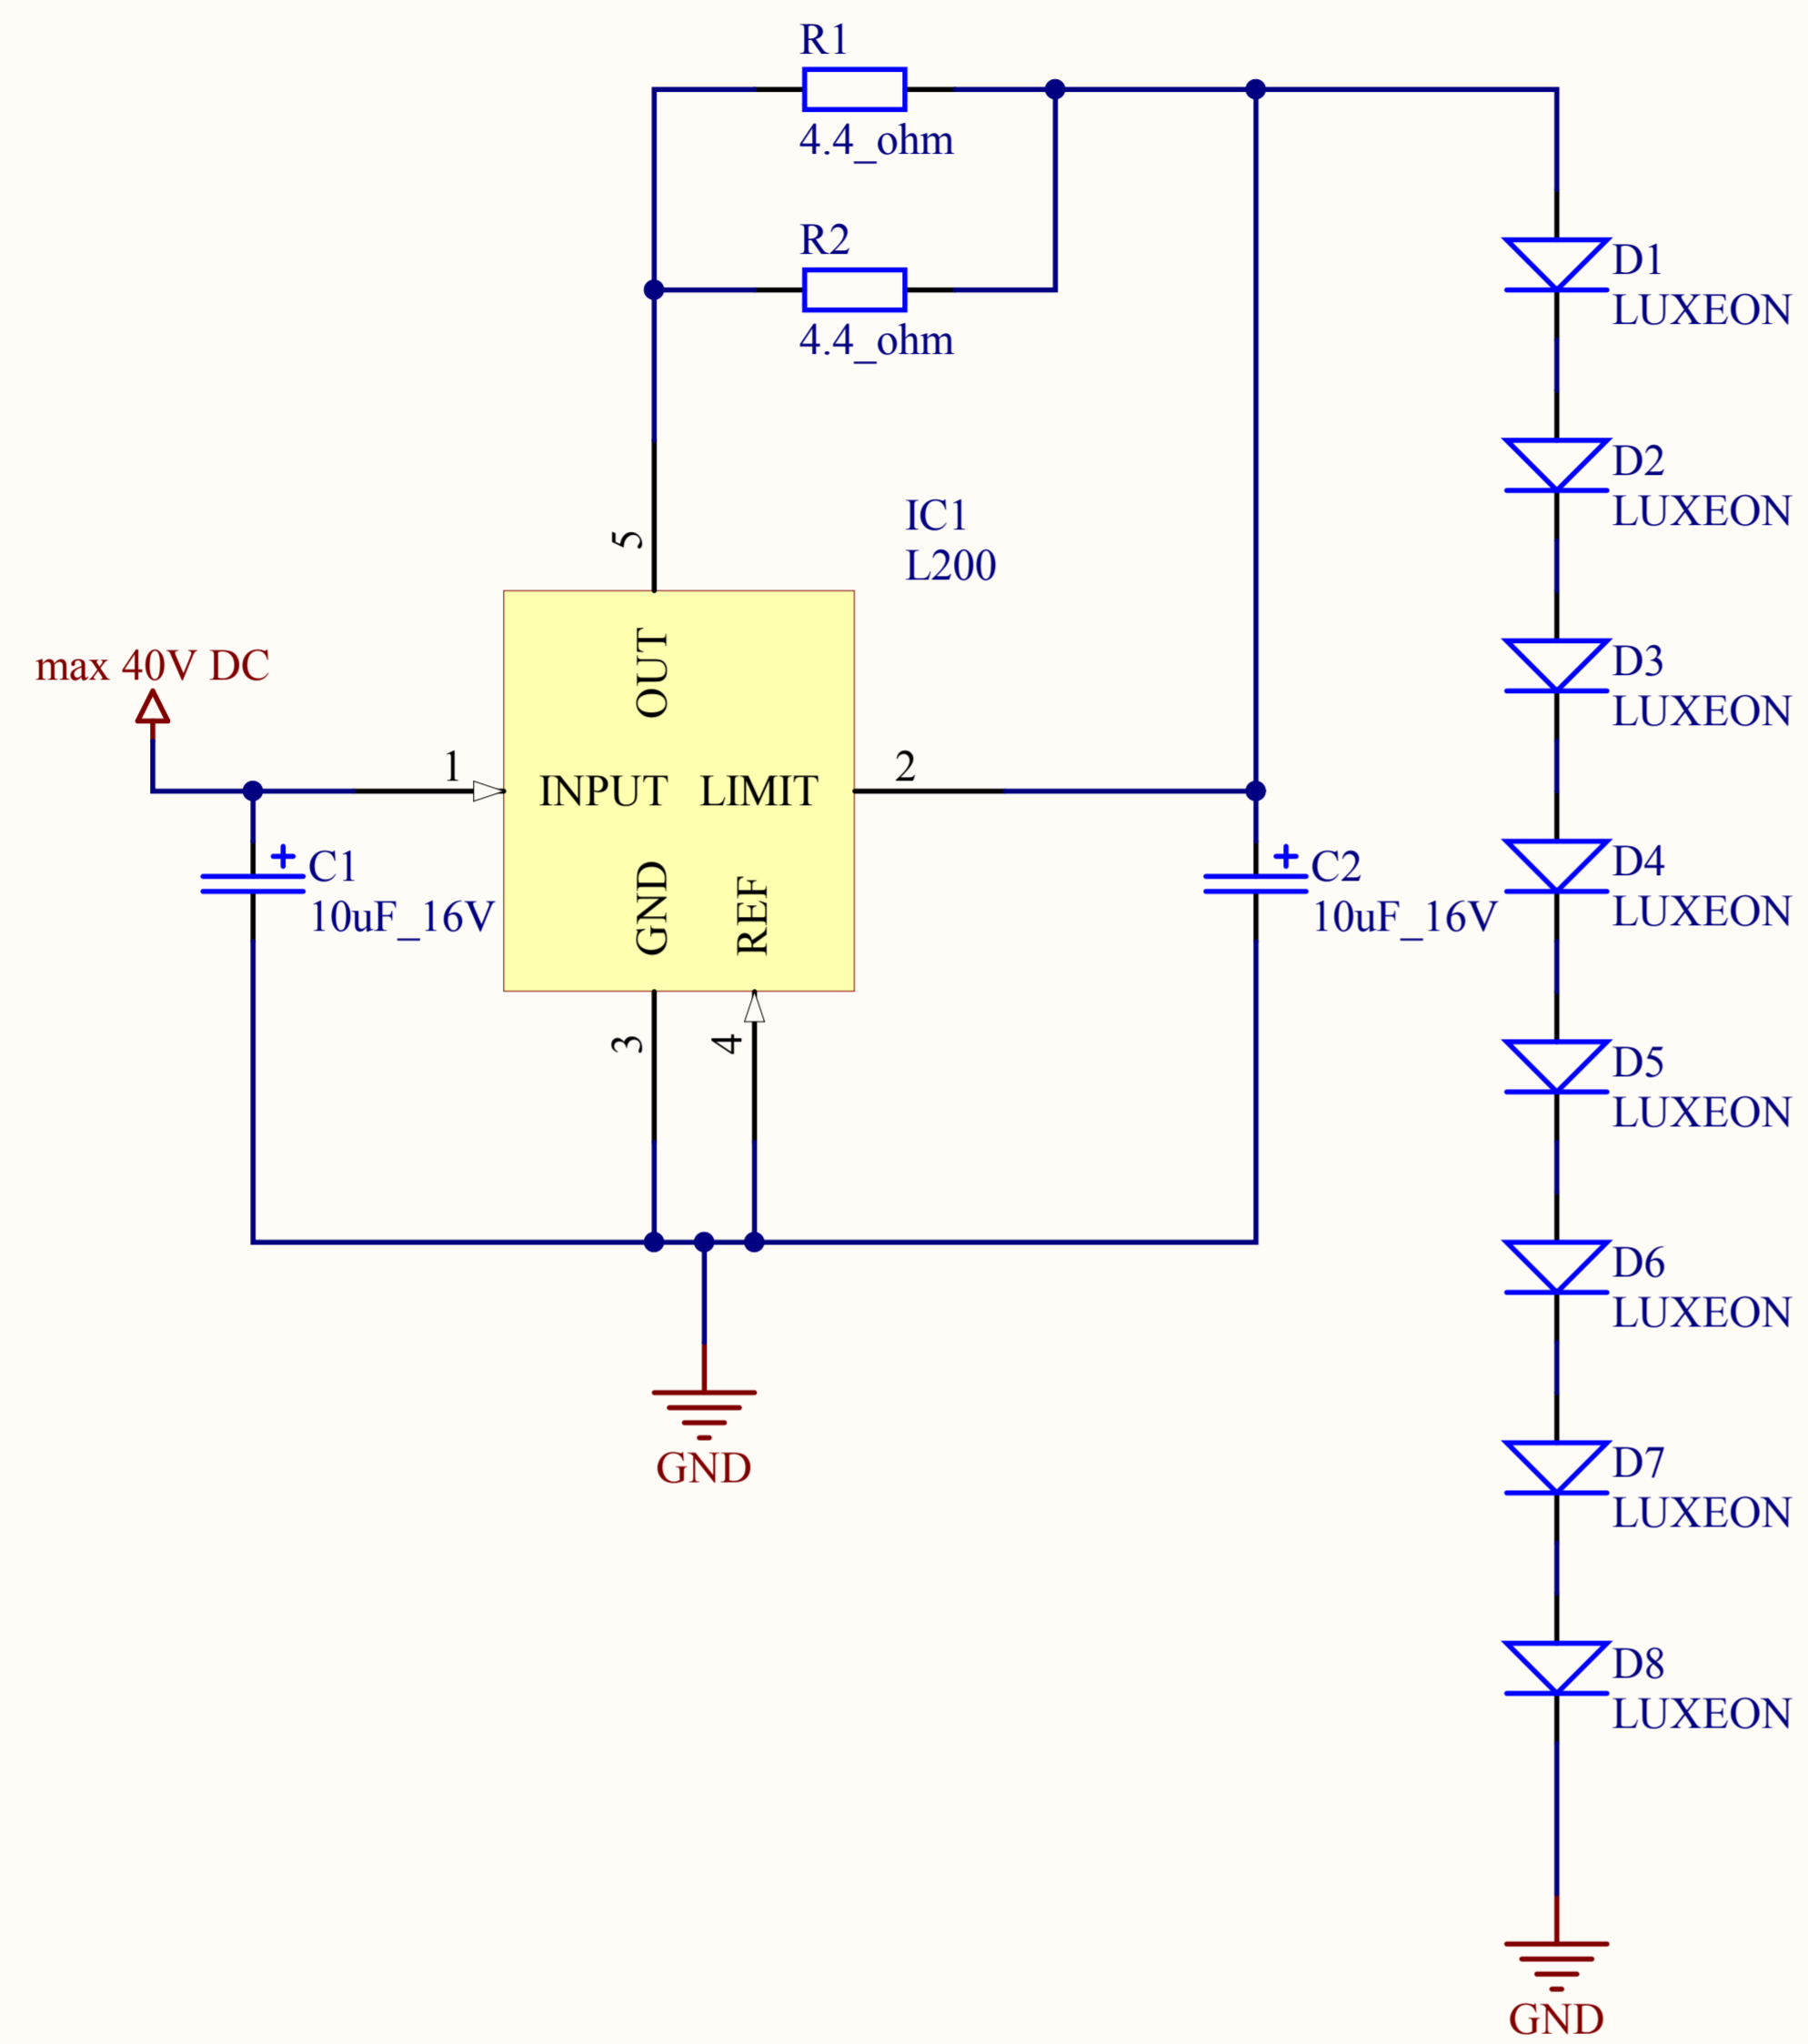 R1
4.4_ohm
R2
4.4_ohm
IC1
L200
5
OUT
max 40V DC
1
INPUT
LIMIT
2
GND
REF
3
4
C1
10uF_16V
C2
10uF_16V
GND
D1
LUXEON
D2
LUXEON
D3
LUXEON
D4
LUXEON
D5
LUXEON
D6
LUXEON
D7
LUXEON
D8
LUXEON
GND